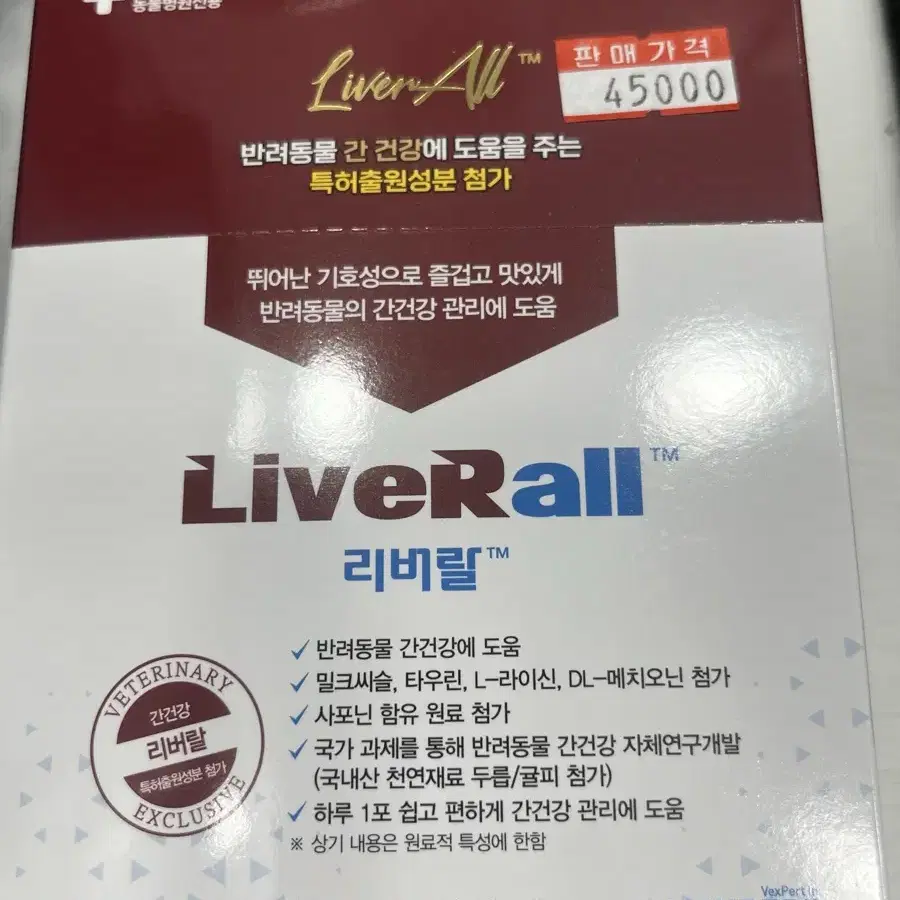 동물병원전용
LiverAll™
판매가격
45000
반려동물 간 건강에 도움을 주는
특허출원성분 첨가
뛰어난 기호성으로 즐겁고 맛있게
반려동물의 간건강 관리에 도움
LiveRall™
리버랄™
✓ 반려동물 간건강에 도움
✓ 밀크씨슬, 타우린, L-라이신, DL-메치오닌 첨가
✓ 사포닌 함유 원료 첨가
✓ 국가 과제를 통해 반려동물 간건강 자체연구개발
(국내산 천연재료 두릅/귤피 첨가)
✓ 하루 1포 쉽고 편하게 간건강 관리에 도움
※ 상기 내용은 원료적 특성에 한함
VETERINARY
간건강
리버랄
특허출원성분 첨가
EXCLUSIVE
VexPert